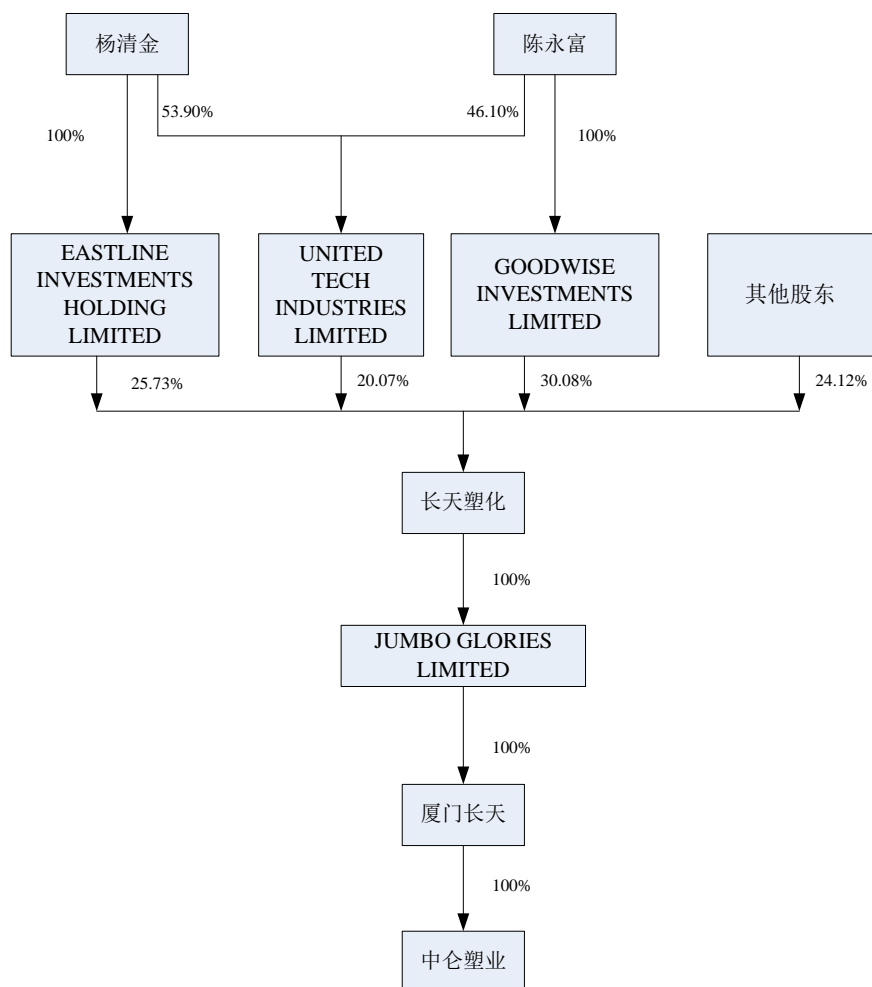 杨清金
陈永富
53.90%
46.10%
100%
100%
EASTLINE
INVESTMENTS
HOLDING
LIMITED
UNITED
TECH
INDUSTRIES
LIMITED
GOODWISE
INVESTMENTS
LIMITED
其他股东
25.73%
20.07%
30.08%
24.12%
长天塑化
100%
JUMBO GLORIES
LIMITED
100%
厦门长天
100%
中仑塑业